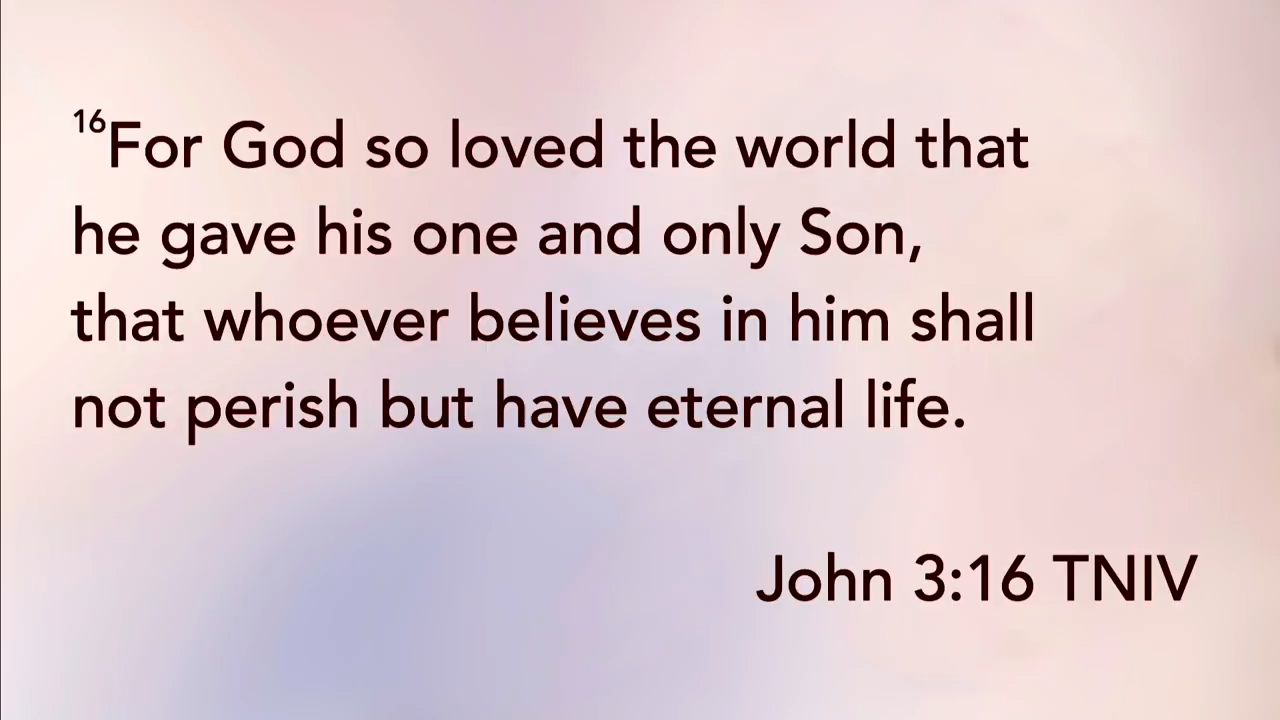 16For God so loved the world that
he gave his one and only Son,
that whoever believes in him shall
not perish but have eternal life.
John 3:16 TNIV